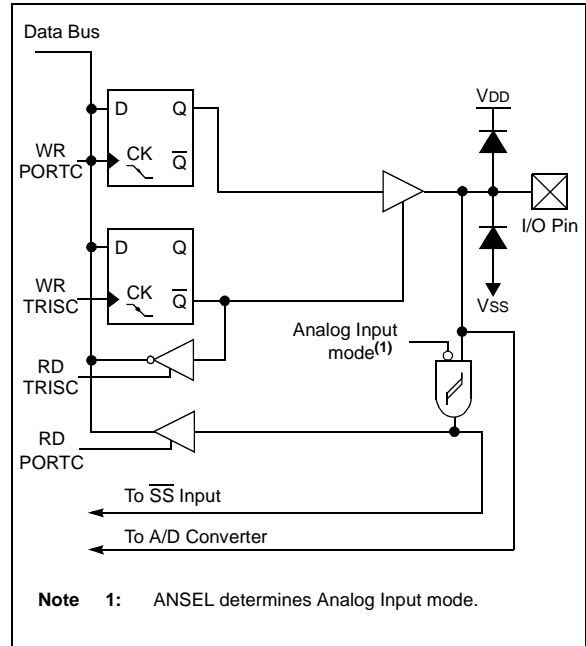 Data Bus
D Q
VDD
WR
PORTC
CK Q̅
I/O Pin
D Q
WR
TRISC
CK Q̅
VSS
Analog Input
mode(1)
RD
TRISC
RD
PORTC
To S̅S̅ Input
To A/D Converter
Note 1: ANSEL determines Analog Input mode.